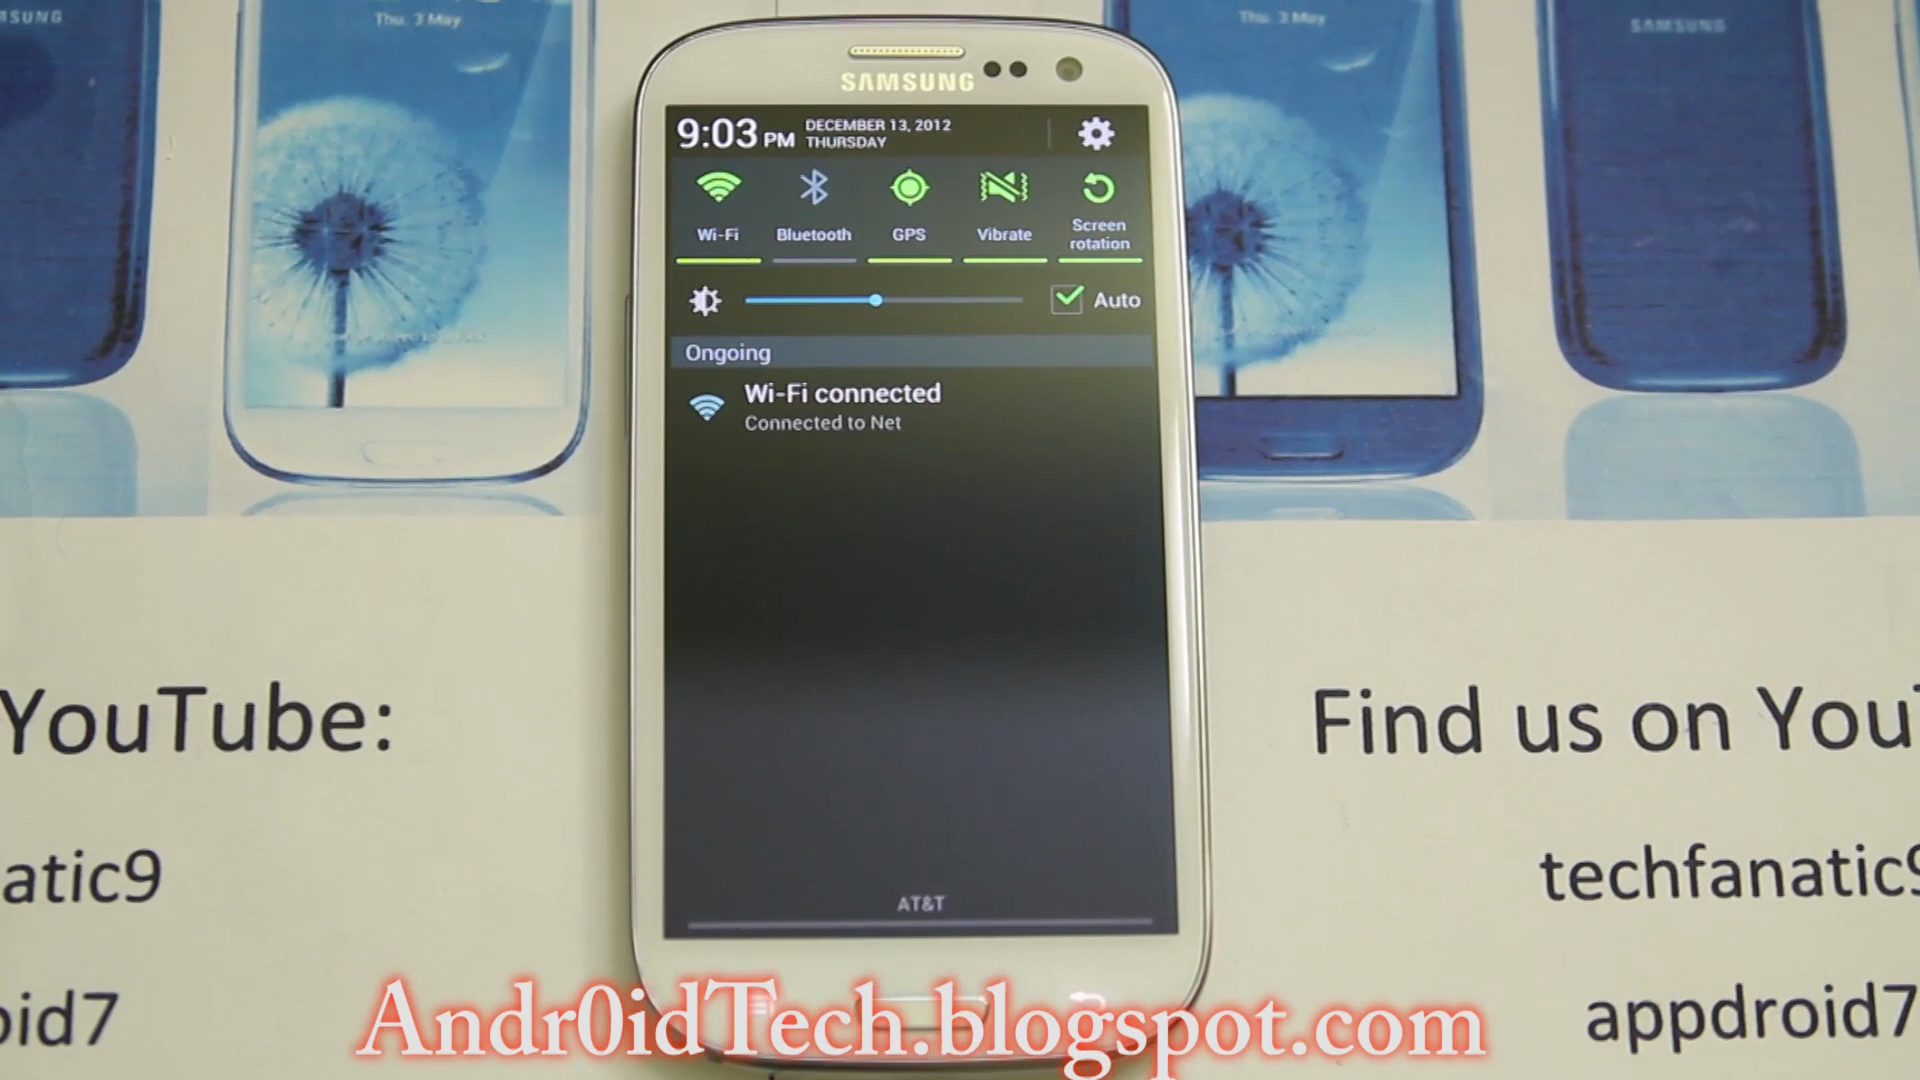 SAMSUNG
Thu. 3 May
Thu. 3 May
SAMSUNG
SAMSUNG
9:03 PM
DECEMBER 13, 2012
THURSDAY
Wi-Fi
Bluetooth
GPS
Vibrate
Screen
rotation
Auto
Ongoing
Wi-Fi connected
Connected to Net
AT&T
YouTube:
atic9
oid7
Find us on YouT
techfanatic9
appdroid7
Andr0idTech.blogspot.com